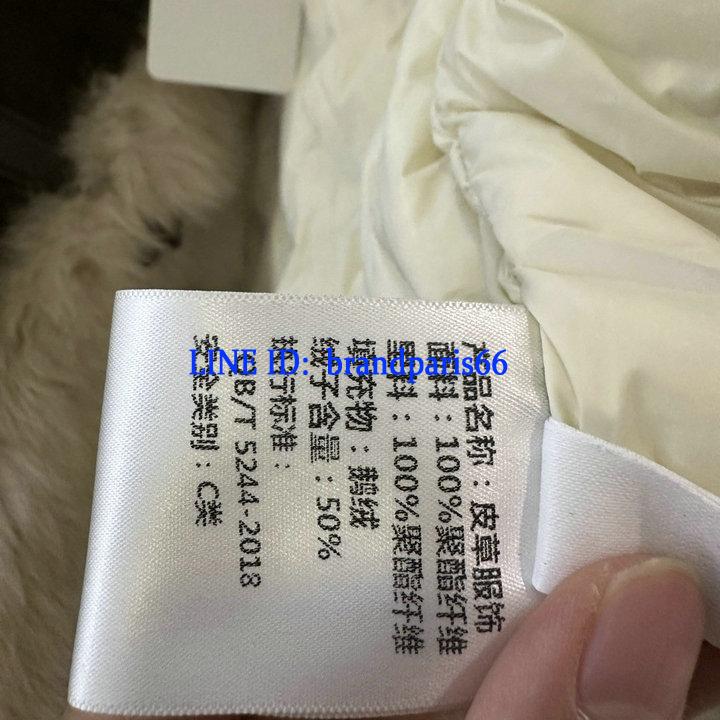 LINE ID: brandparis66
产品名称：皮草服饰
面料：100%聚酯纤维
里料：100%聚酯纤维
填充物：鹅绒
绒子含量：50%
执行标准：
QB/T 5244-2018
安全类别：C类